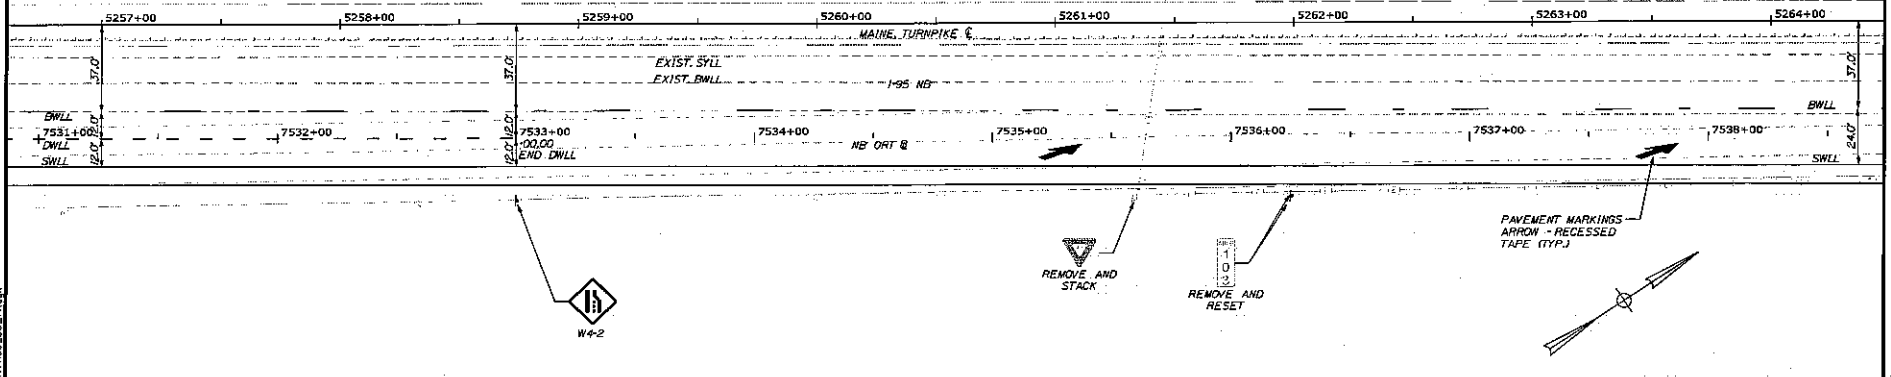 5257+00 5258+00 5259+00 5260+00 5261+00 5262+00 5263+00 5264+00
MAINE TURNPIKE ℄
37.0' 37.0' 37.0'
EXIST. SYLL
EXIST. BWLL
I-95 NB
BWLL BWLL
7531+00 7532+00 7533+00 7534+00 7535+00 7536+00 7537+00 7538+00
12.0' 12.0' 24.0'
DWLL
+00.00
END DWLL
NB ORT
12.0' 12.0'
SWLL SWLL
PAVEMENT MARKINGS
ARROW - RECESSED
TAPE (TYP.)
1
0
3
REMOVE AND
STACK
REMOVE AND
RESET
W4-2